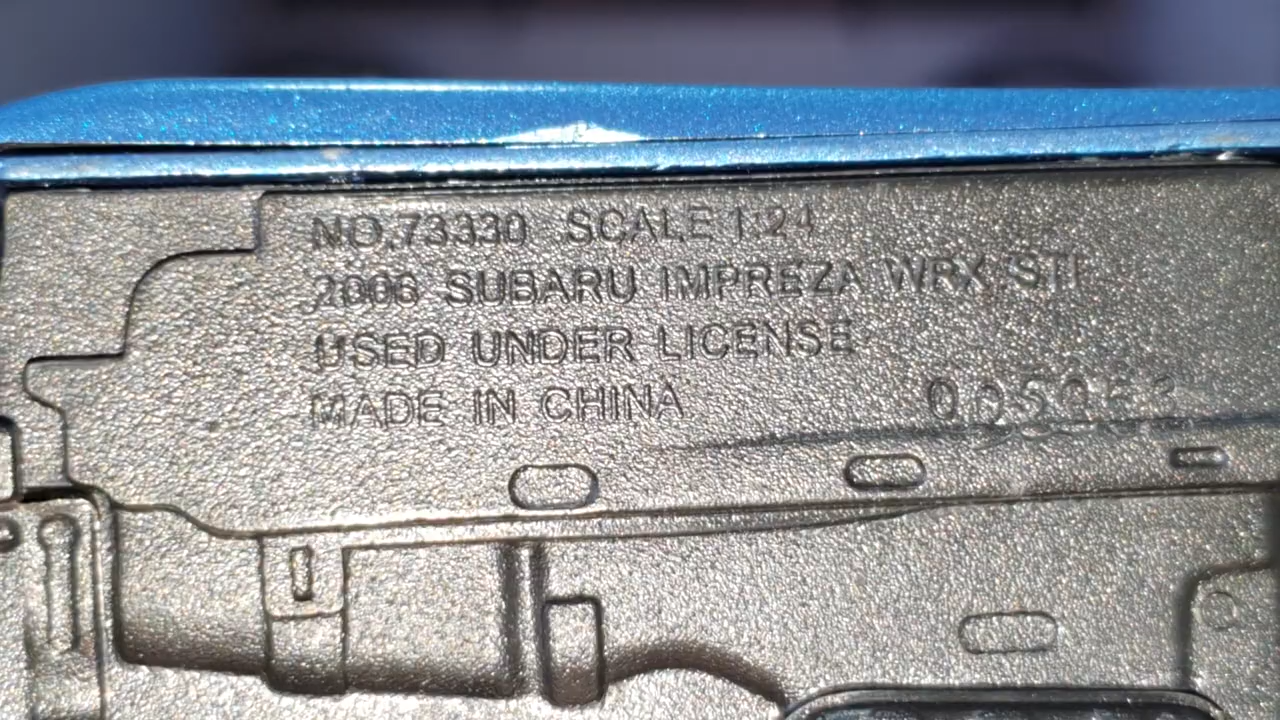 NO.73330 SCALE 1:24
2006 SUBARU IMPREZA WRX STI
USED UNDER LICENSE
MADE IN CHINA